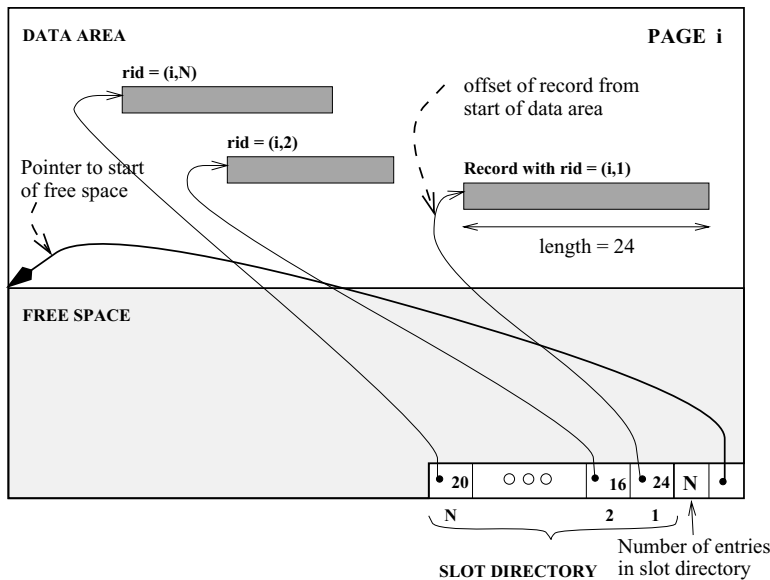 DATA AREA
PAGE i
rid = (i,N)
offset of record from
start of data area
rid = (i,2)
Pointer to start
of free space
Record with rid = (i,1)
length = 24
FREE SPACE
20
16
24
N
N
2
1
Number of entries
in slot directory
SLOT DIRECTORY